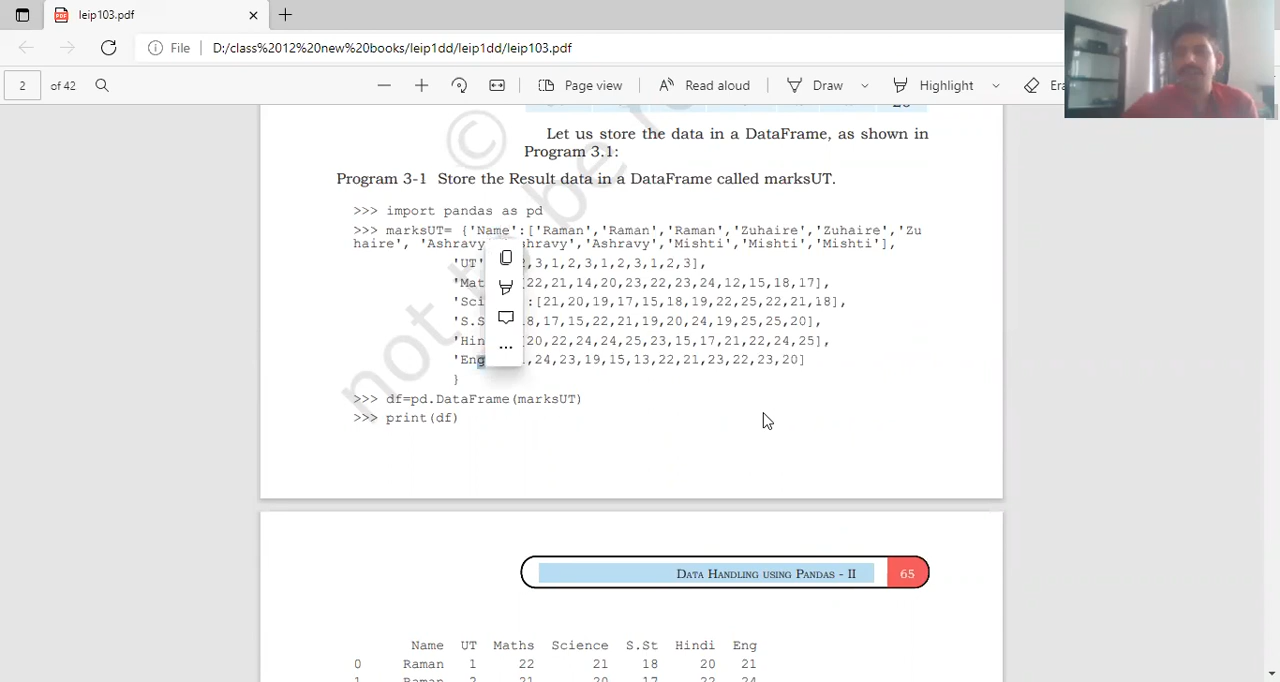 leip103.pdf
File D:/class%2012%20new%20books/leip1dd/leip1dd/leip103.pdf
2 of 42 Page view Read aloud Draw Highlight
Let us store the data in a DataFrame, as shown in
Program 3.1:
Program 3-1 Store the Result data in a DataFrame called marksUT.
>>> import pandas as pd
>>> marksUT= {'Name':['Raman','Raman','Raman','Zuhaire','Zuhaire','Zu
haire', 'Ashravy 'Ashravy','Mishti','Mishti','Mishti'],
'UT' ,3,1,2,3,1,2,3,1,2,3],
[22,21,14,20,23,22,23,24,12,15,18,17],
:[21,20,19,17,15,18,19,22,25,22,21,18],
'S.S 8,17,15,22,21,19,20,24,19,25,25,20],
'Hin 20,22,24,24,25,23,15,17,21,22,24,25],
'Eng ,24,23,19,15,13,22,21,23,22,23,20]
}
>>> df=pd.DataFrame(marksUT)
>>> print(df)
not be
©
DATA HANDLING USING PANDAS - II 65
Name UT Maths Science S.St Hindi Eng
0 Raman 1 22 21 18 20 21